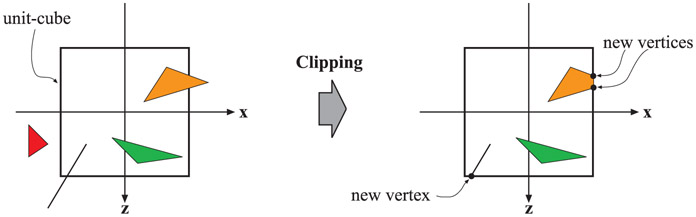 unit-cube
x
z
Clipping
new vertices
x
new vertex
z